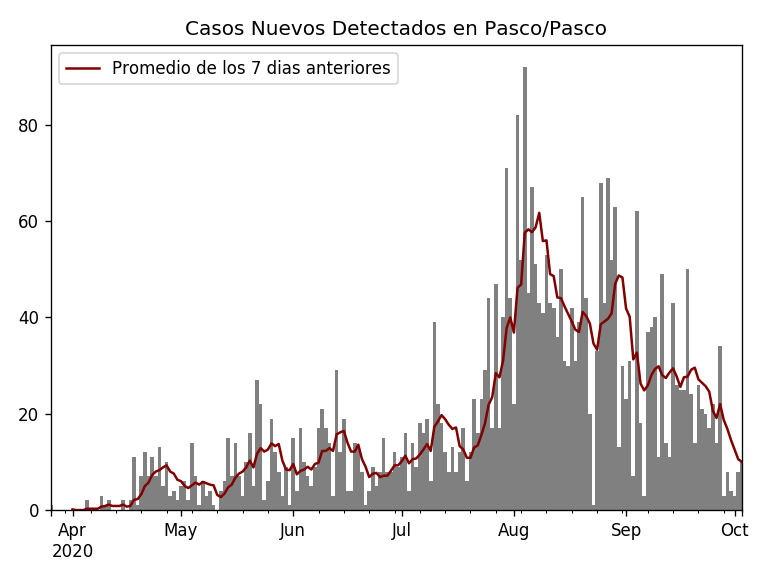 Casos Nuevos Detectados en Pasco/Pasco
Promedio de los 7 dias anteriores
80
60
40
20
0
Apr May Jun Jul Aug Sep Oct
2020